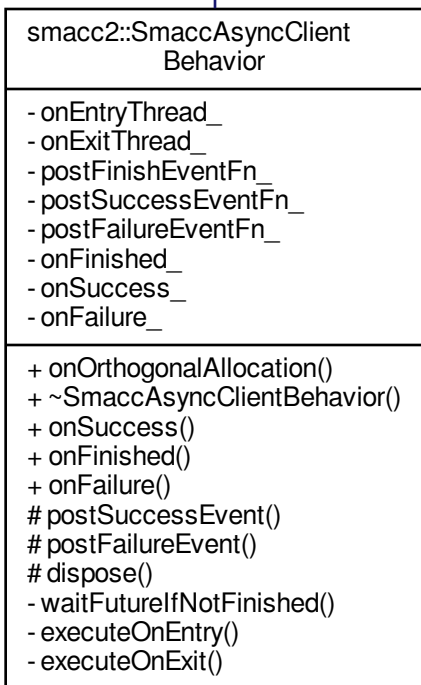 smacc2::SmaccAsyncClient
Behavior
- onEntryThread_
- onExitThread_
- postFinishEventFn_
- postSuccessEventFn_
- postFailureEventFn_
- onFinished_
- onSuccess_
- onFailure_
+ onOrthogonalAllocation()
+ ~SmaccAsyncClientBehavior()
+ onSuccess()
+ onFinished()
+ onFailure()
# postSuccessEvent()
# postFailureEvent()
# dispose()
- waitFutureIfNotFinished()
- executeOnEntry()
- executeOnExit()